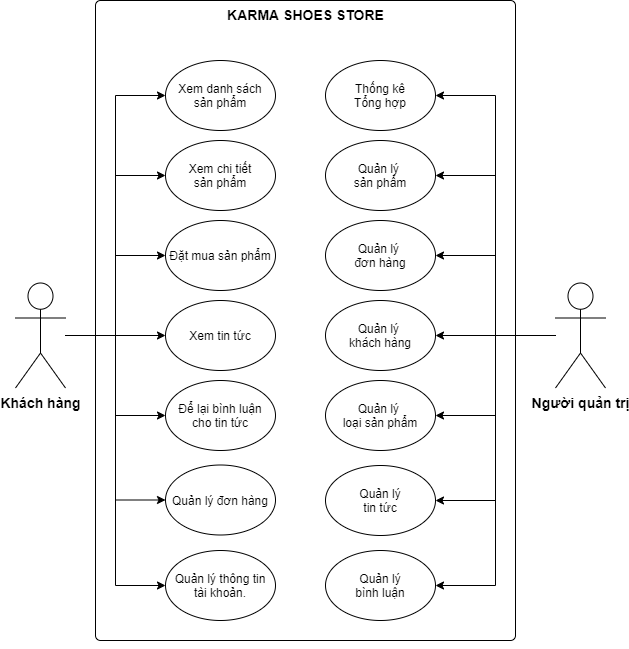 KARMA SHOES STORE
Xem danh sách
sản phẩm
Thống kê
Tổng hợp
Xem chi tiết
sản phẩm
Quản lý
sản phẩm
Đặt mua sản phẩm
Quản lý
đơn hàng
Xem tin tức
Quản lý
khách hàng
Khách hàng
Người quản trị
Để lại bình luận
cho tin tức
Quản lý
loại sản phẩm
Quản lý đơn hàng
Quản lý
tin tức
Quản lý thông tin
tài khoản.
Quản lý
bình luận